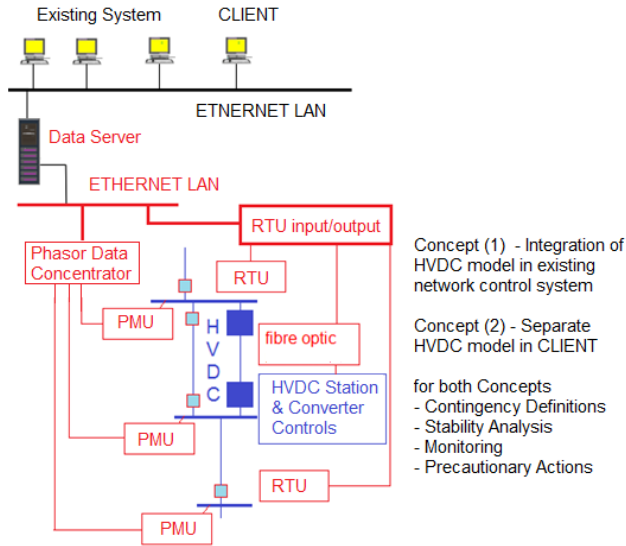 Existing System
CLIENT
ETNERNET LAN
Data Server
ETHERNET LAN
RTU input/output
Phasor Data
Concentrator
RTU
PMU
HVDC
fibre optic
HVDC Station
& Converter
Controls
PMU
RTU
PMU
Concept (1) - Integration of
HVDC model in existing
network control system
Concept (2) - Separate
HVDC model in CLIENT
for both Concepts
- Contingency Definitions
- Stability Analysis
- Monitoring
- Precautionary Actions